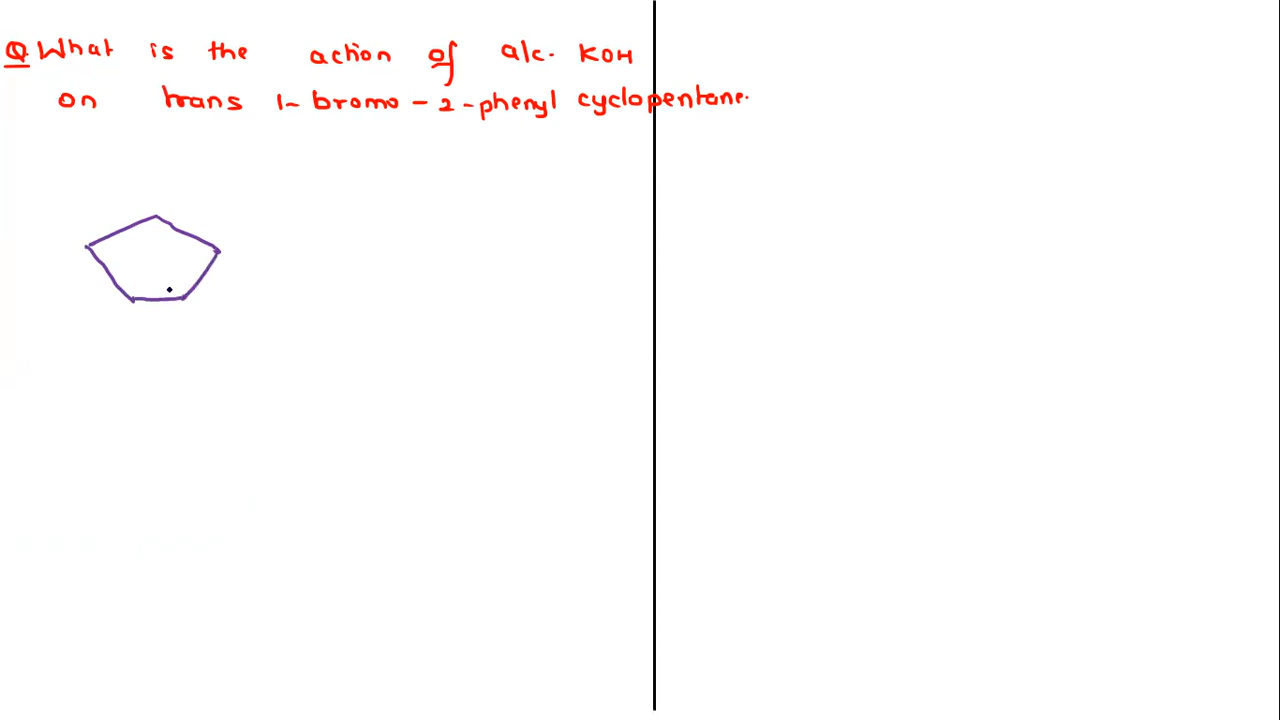 Q What is the action of alc. KOH
on trans 1- bromo - 2 - phenyl cyclopentane.